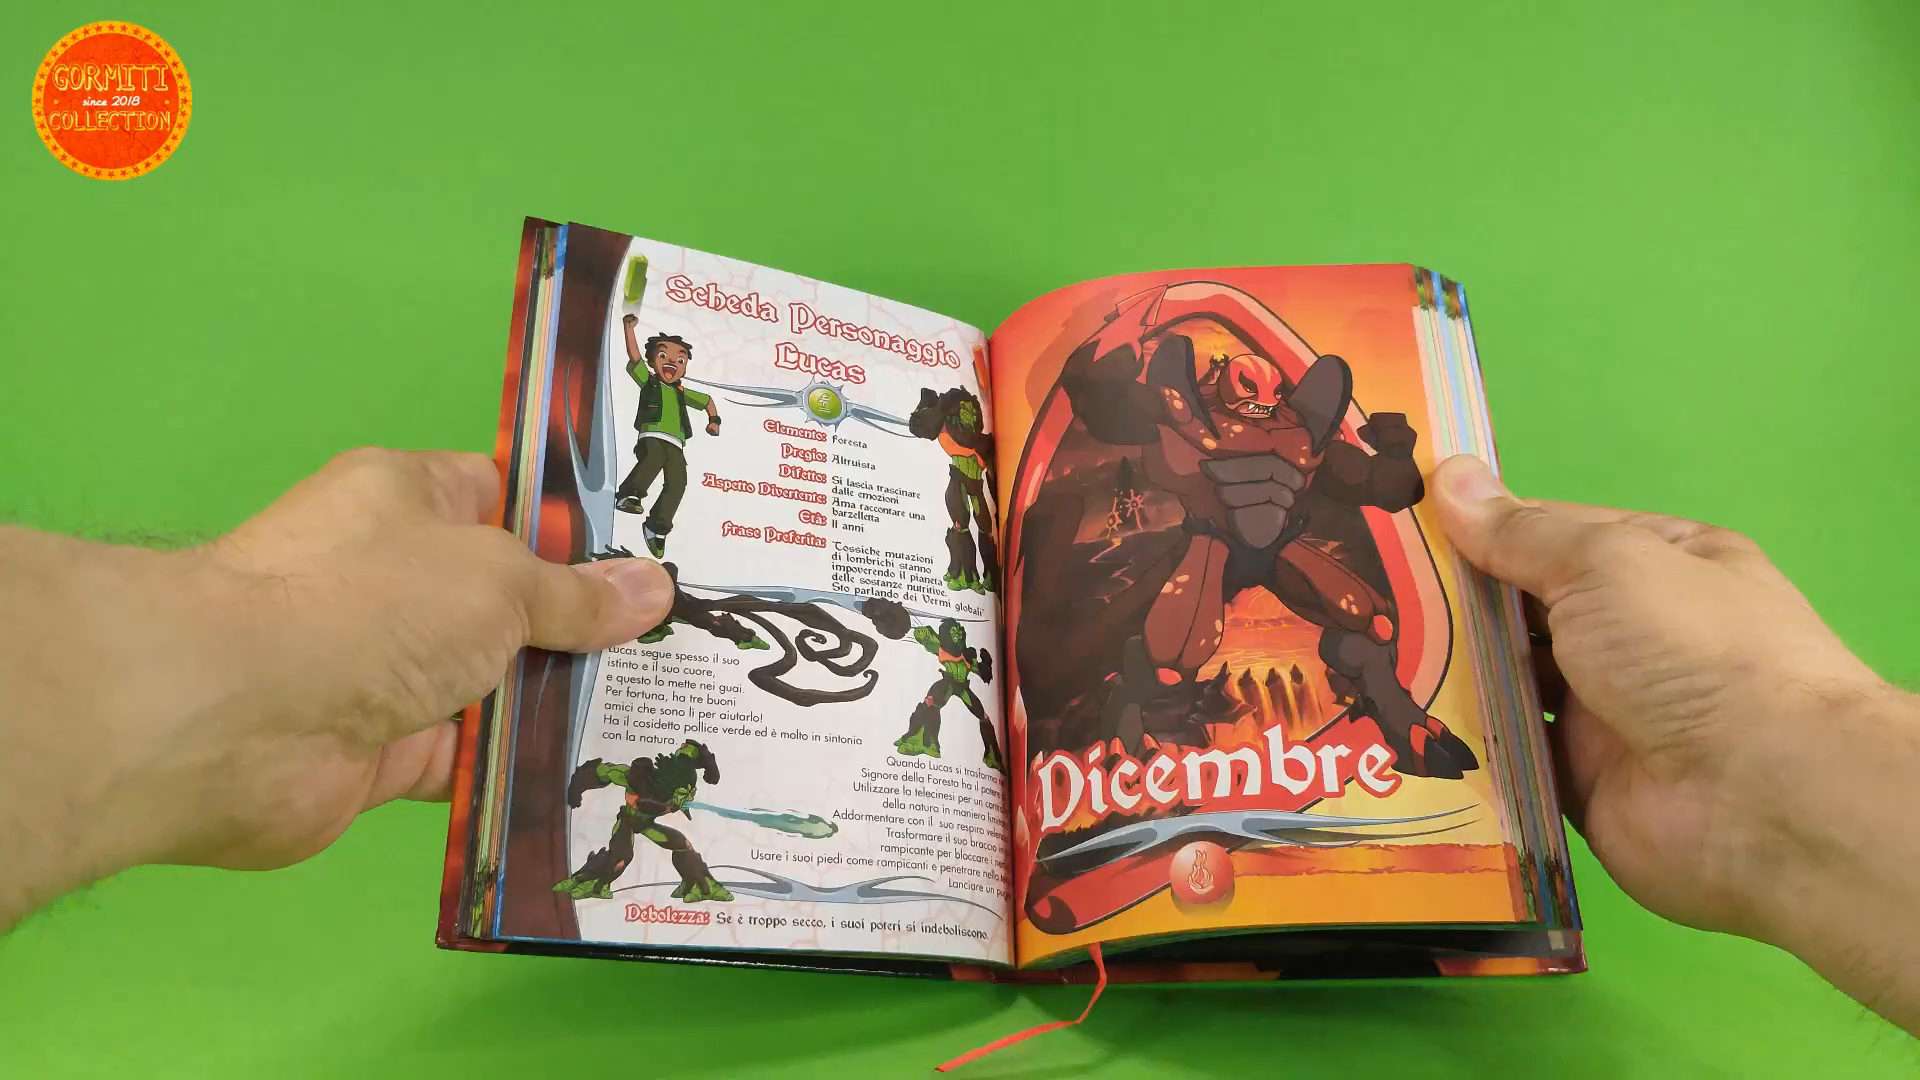 GORMITI
since 2018
COLLECTION
Scheda Personaggio
Lucas
Elemento: Foresta
Pregio: Altruista
Difetto: Si lascia trascinare
dalle emozioni
Aspetto Divertente: Ama raccontare una
barzelletta
Età: 11 anni
Frase Preferita: "Tossiche mutazioni
di lombrichi stanno
impoverendo il pianeta
delle sostanze nutritive.
Sto parlando dei Vermi globali"
Lucas segue spesso il suo
istinto e il suo cuore,
e questo lo mette nei guai.
Per fortuna, ha tre buoni
amici che sono lì per aiutarlo!
Ha il cosidetto pollice verde ed è molto in sintonia
con la natura.
Quando Lucas si trasforma
Signore della Foresta ha il potere
Utilizzare la telecinesi per un
della natura in maniera
Addormentare con il suo respiro
Trasformare il suo braccio
rampicante per bloccare i
Usare i suoi piedi come rampicanti e penetrare nella
Lanciare un
Debolezza: Se è troppo secco, i suoi poteri si indeboliscono.
Dicembre